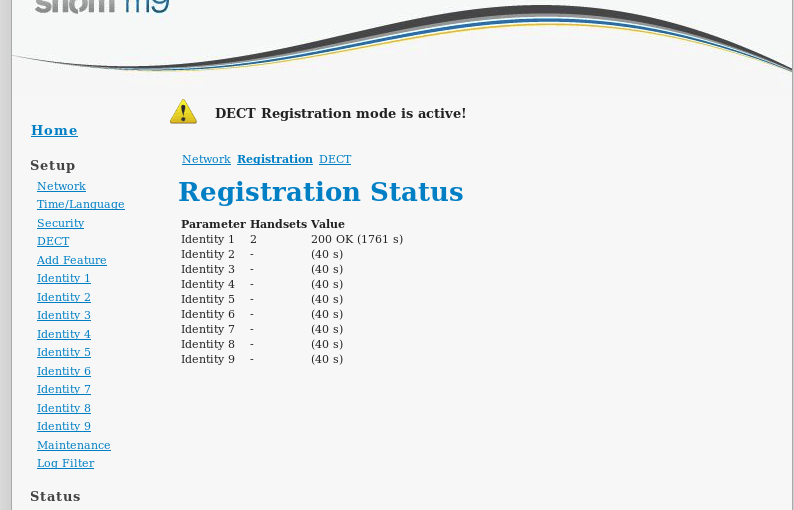 snom m9
DECT Registration mode is active!
Home
Setup
Network
Time/Language
Security
DECT
Add Feature
Identity 1
Identity 2
Identity 3
Identity 4
Identity 5
Identity 6
Identity 7
Identity 8
Identity 9
Maintenance
Log Filter
Status
Network Registration DECT
Registration Status
Parameter Handsets Value
Identity 1 2 200 OK (1761 s)
Identity 2 - (40 s)
Identity 3 - (40 s)
Identity 4 - (40 s)
Identity 5 - (40 s)
Identity 6 - (40 s)
Identity 7 - (40 s)
Identity 8 - (40 s)
Identity 9 - (40 s)